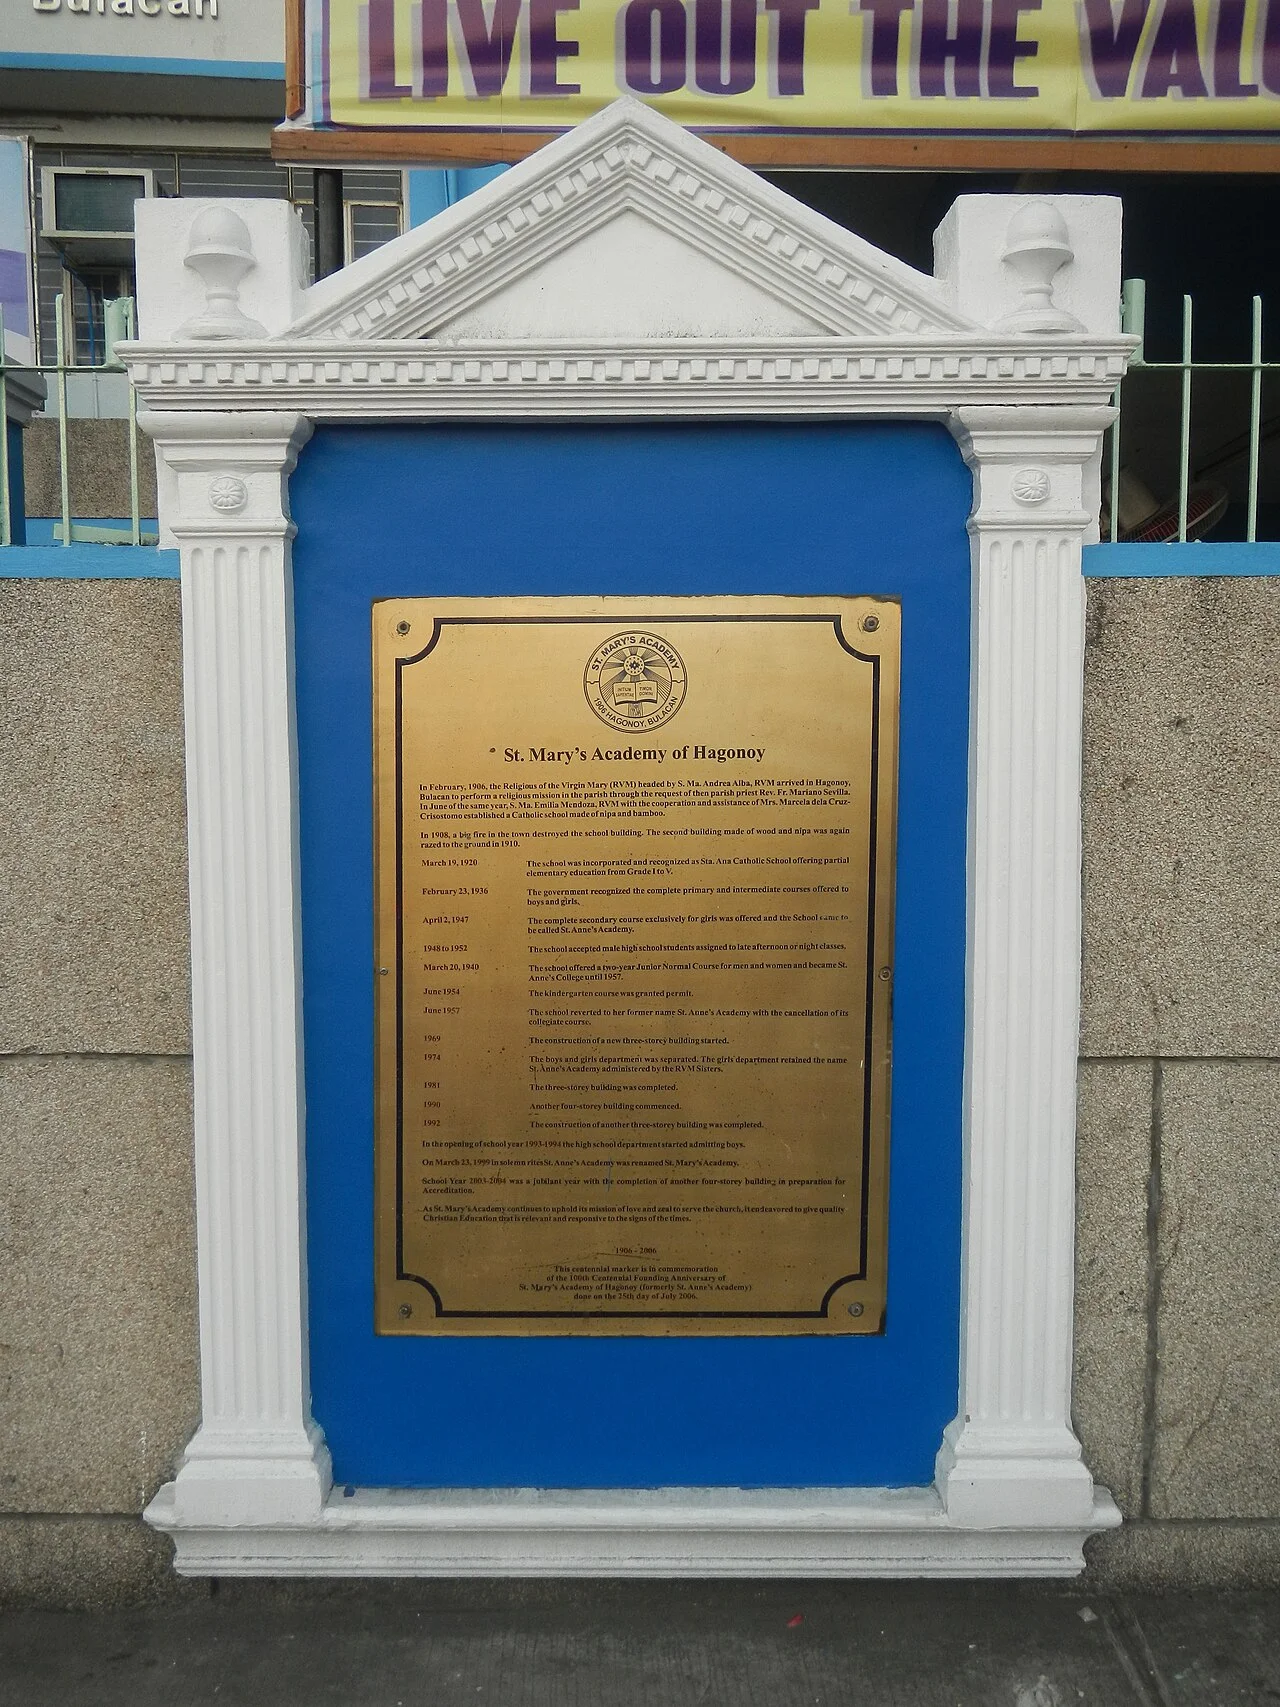 Bulacan
LIVE OUT THE VALU
ST. MARY'S ACADEMY
INITIUM TIMOR
SAPIENTIAE DOMINI
1906 HAGONOY, BULACAN
St. Mary's Academy of Hagonoy
In February, 1906, the Religious of the Virgin Mary (RVM) headed by S. Ma. Andrea Alba, RVM arrived in Hagonoy,
Bulacan to perform a religious mission in the parish through the request of then parish priest Rev. Fr. Mariano Sevilla.
In June of the same year, S. Ma. Emilia Mendoza, RVM with the cooperation and assistance of Mrs. Marcela dela Cruz-
Crisostomo established a Catholic school made of nipa and bamboo.
In 1908, a big fire in the town destroyed the school building. The second building made of wood and nipa was again
razed to the ground in 1910.
March 19, 1920 The school was incorporated and recognized as Sta. Ana Catholic School offering partial
elementary education from Grade I to V.
February 23, 1936 The government recognized the complete primary and intermediate courses offered to
boys and girls.
April 2, 1947 The complete secondary course exclusively for girls was offered and the School came to
be called St. Anne's Academy.
1948 to 1952 The school accepted male high school students assigned to late afternoon or night classes.
March 20, 1940 The school offered a two-year Junior Normal Course for men and women and became St.
Anne's College until 1957.
June 1954 The kindergarten course was granted permit.
June 1957 The school reverted to her former name St. Anne's Academy with the cancellation of its
collegiate course.
1969 The construction of a new three-storey building started.
1974 The boys and girls department was separated. The girls' department retained the name
St. Anne's Academy administered by the RVM Sisters.
1981 The three-storey building was completed.
1990 Another four-storey building commenced.
1992 The construction of another three-storey building was completed.
In the opening of school year 1993-1994 the high school department started admitting boys.
On March 23, 1999 in solemn rites St. Anne's Academy was renamed St. Mary's Academy.
School Year 2003-2004 was a jubilant year with the completion of another four-storey building in preparation for
Accreditation.
As St. Mary's Academy continues to uphold its mission of love and zeal to serve the church, it endeavored to give quality
Christian Education that is relevant and responsive to the signs of the times.
1906 - 2006
This centennial marker is in commemoration
of the 100th Centennial Founding Anniversary of
St. Mary's Academy of Hagonoy (formerly St. Anne's Academy)
done on the 25th day of July 2006.